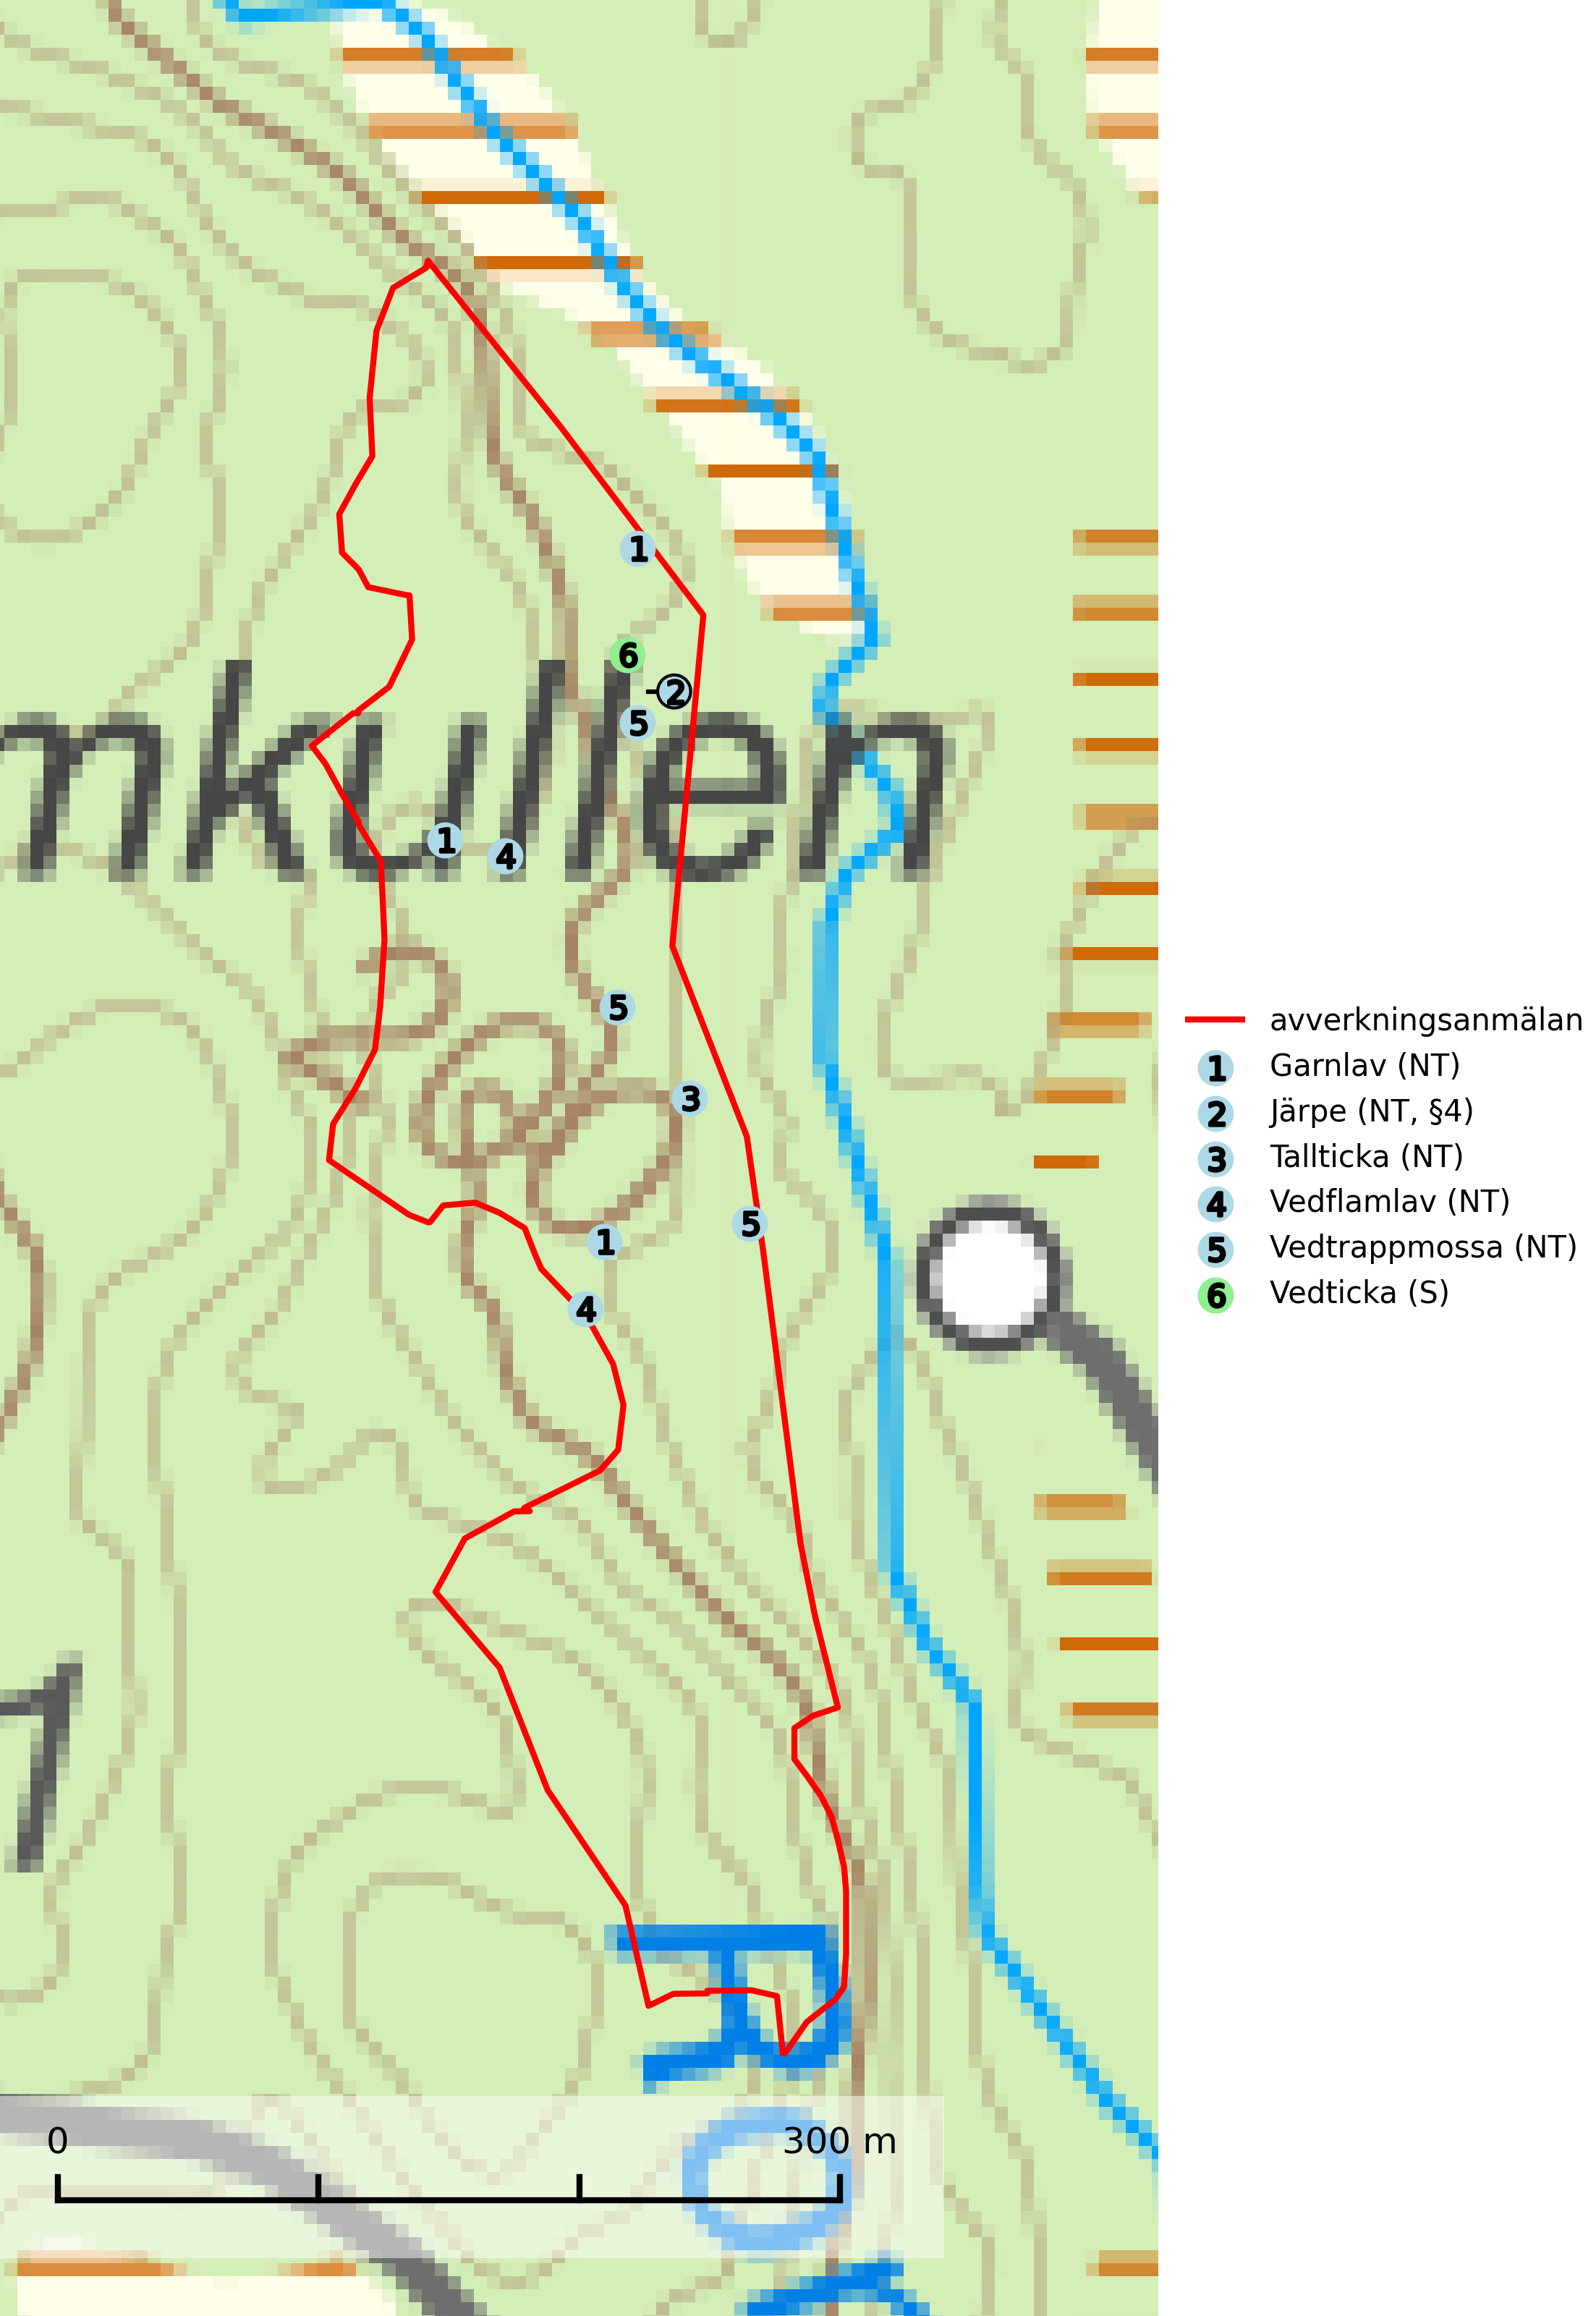 1
6
2
5
mkullen
1
4
5
3
5
1
4
avverkningsanmälan
1 Garnlav (NT)
2 Järpe (NT, §4)
3 Tallticka (NT)
4 Vedflamlav (NT)
5 Vedtrappmossa (NT)
6 Vedticka (S)
1
0 300 m